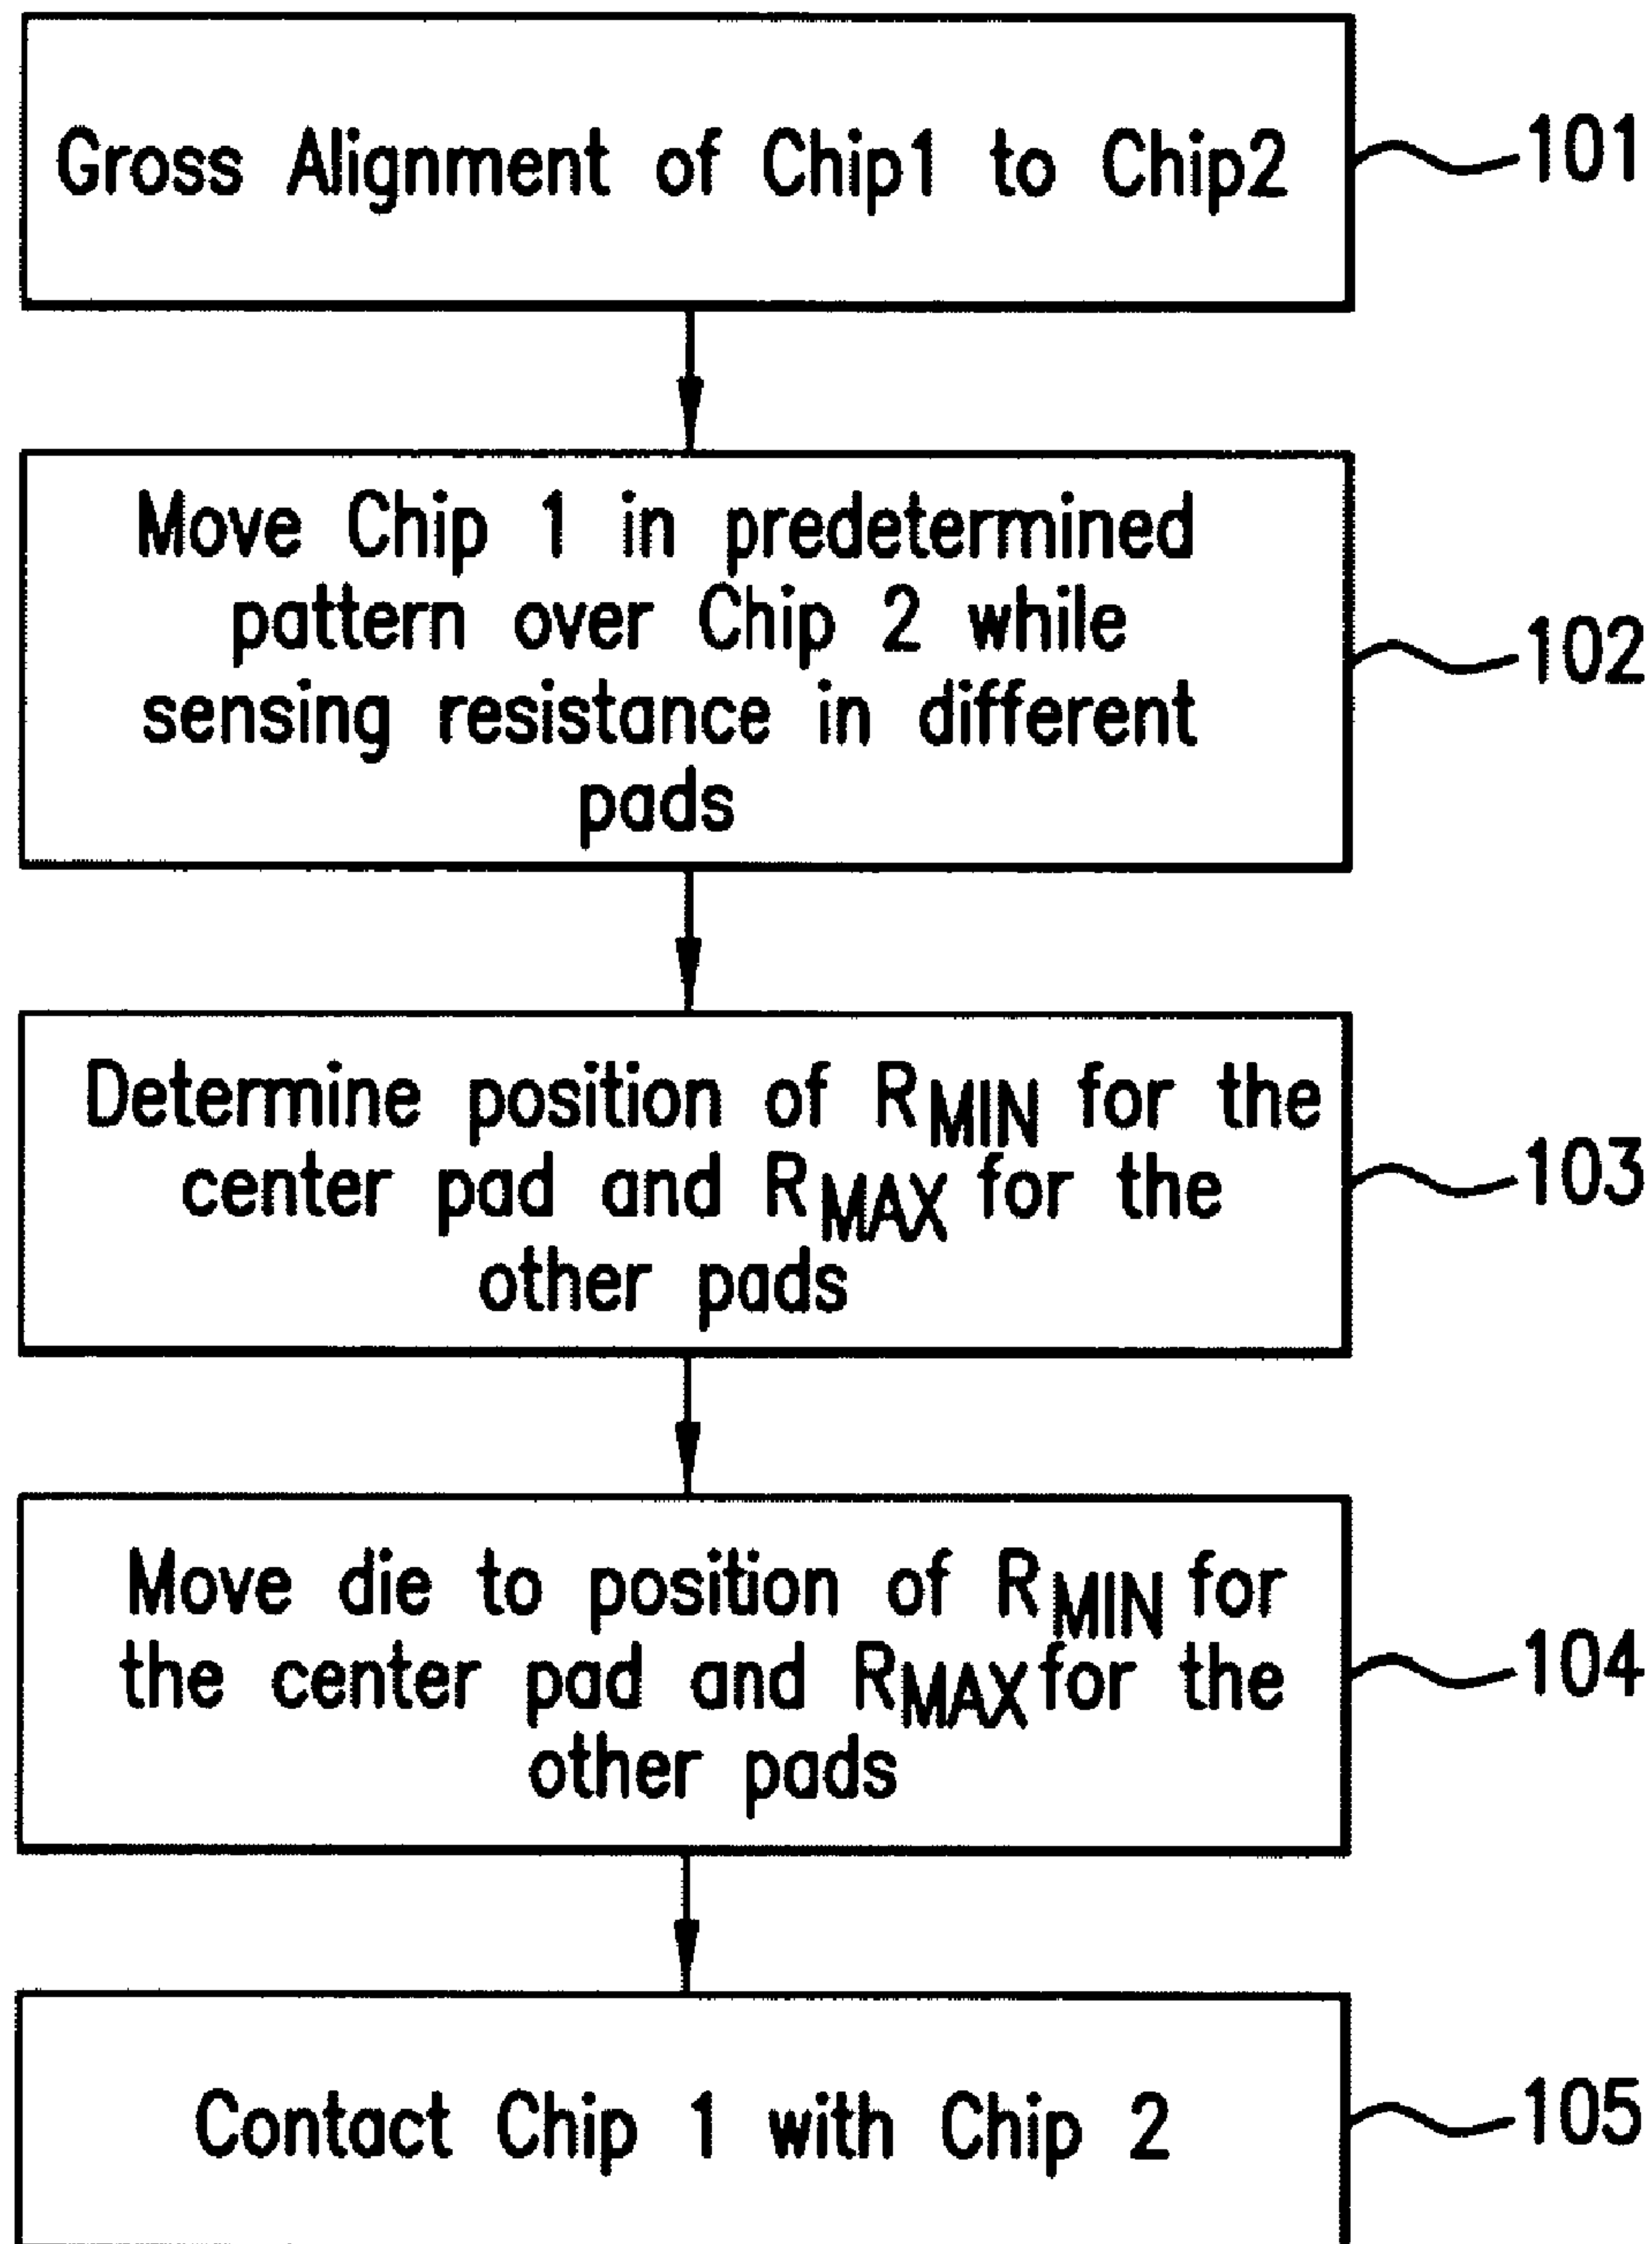 Gross Alignment of Chip1 to Chip2
101
Move Chip 1 in predetermined
pattern over Chip 2 while
sensing resistance in different
pads
102
Determine position of RMIN for the
center pad and RMAX for the
other pads
103
Move die to position of RMIN for
the center pad and RMAX for the
other pads
104
Contact Chip 1 with Chip 2
105